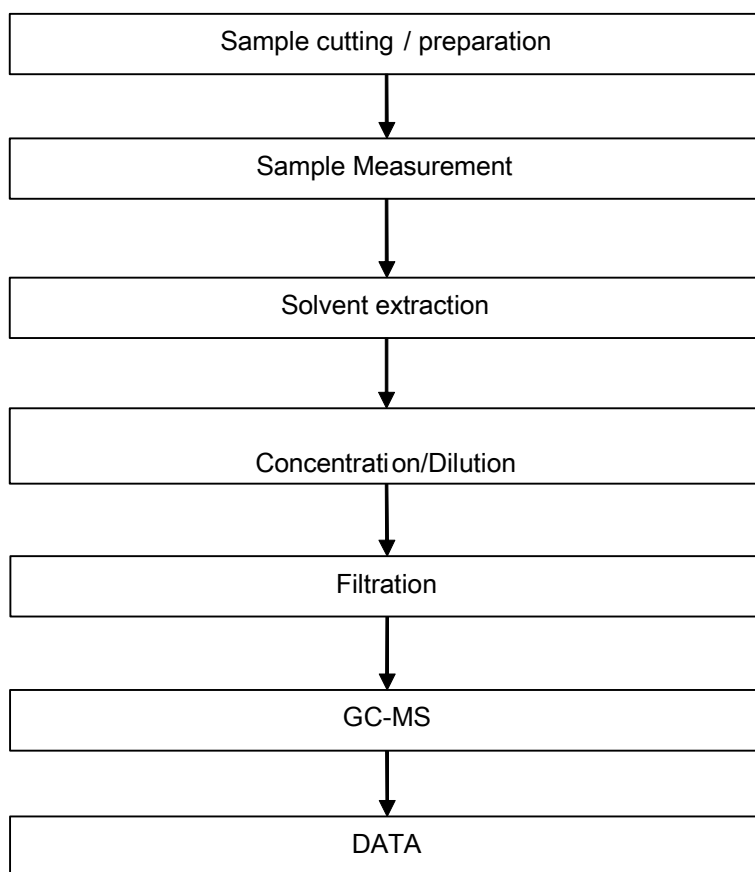 Sample cutting / preparation
Sample Measurement
Solvent extraction
Concentration/Dilution
Filtration
GC-MS
DATA